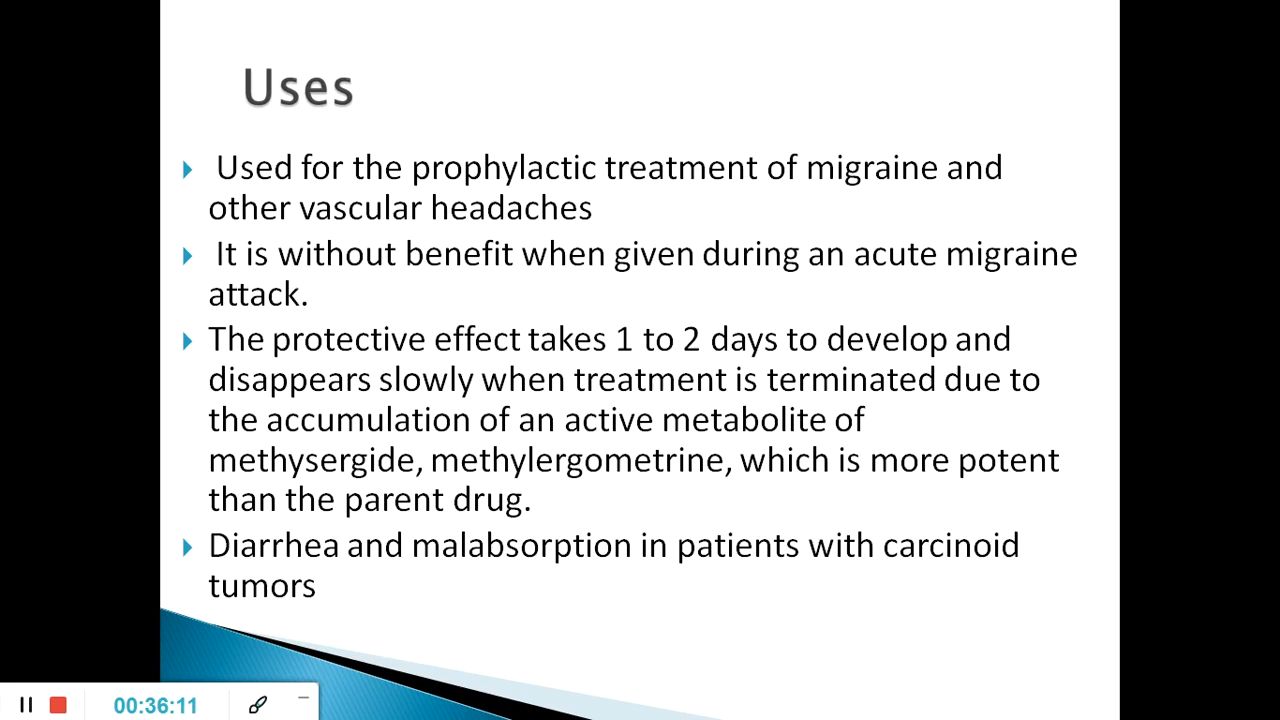 Uses
Used for the prophylactic treatment of migraine and
other vascular headaches
It is without benefit when given during an acute migraine
attack.
The protective effect takes 1 to 2 days to develop and
disappears slowly when treatment is terminated due to
the accumulation of an active metabolite of
methysergide, methylergometrine, which is more potent
than the parent drug.
Diarrhea and malabsorption in patients with carcinoid
tumors
00:36:11